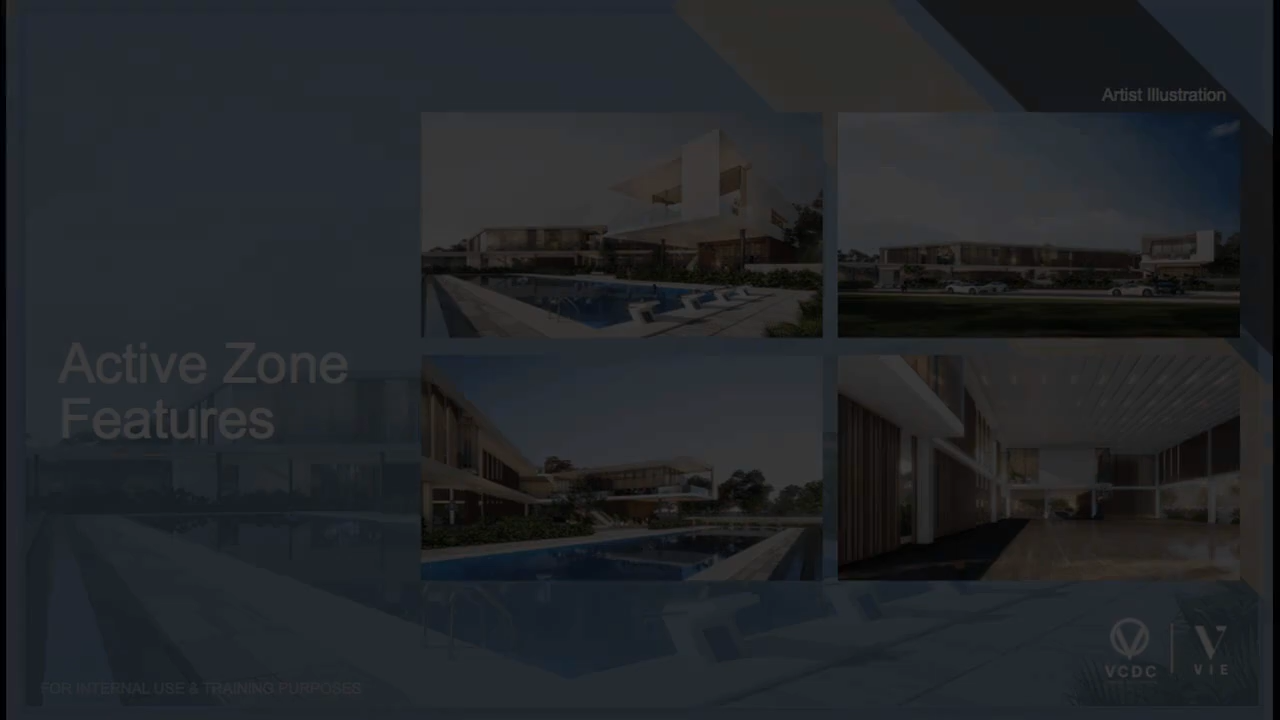 Artist Illustration
Active Zone
Features
FOR INTERNAL USE & TRAINING PURPOSES
VCDC
VIE